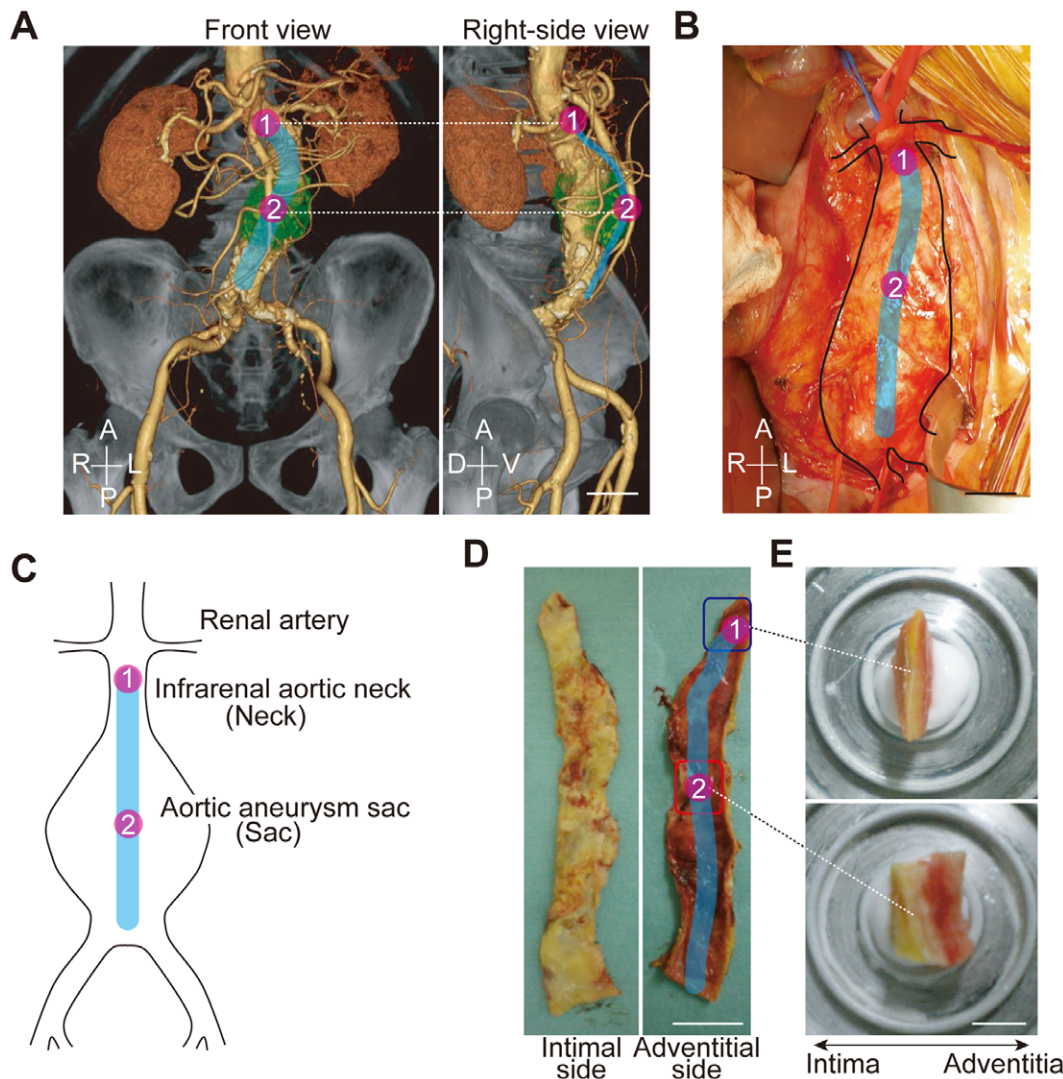 A
Front view
Right-side view
B
1
1
2
2
A
R L
P
A
D V
P
1
2
A
R L
P
C
Renal artery
1
Infrarenal aortic neck
(Neck)
2
Aortic aneurysm sac
(Sac)
D
1
2
Intimal
side
Adventitial
side
E
Intima
Adventitia